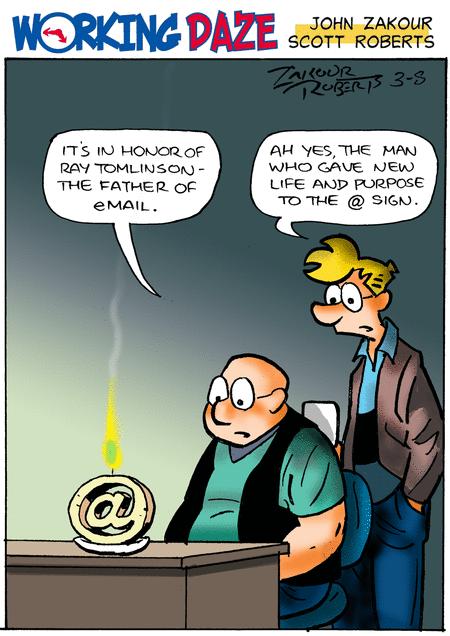 WORKING DAZE
JOHN ZAKOUR
SCOTT ROBERTS
ZAKOUR
ROBERTS 3-8
IT'S IN HONOR OF
RAY TOMLINSON-
THE FATHER OF
eMAIL.
AH YES, THE MAN
WHO GAVE NEW
LIFE AND PURPOSE
TO THE @ SIGN.
@